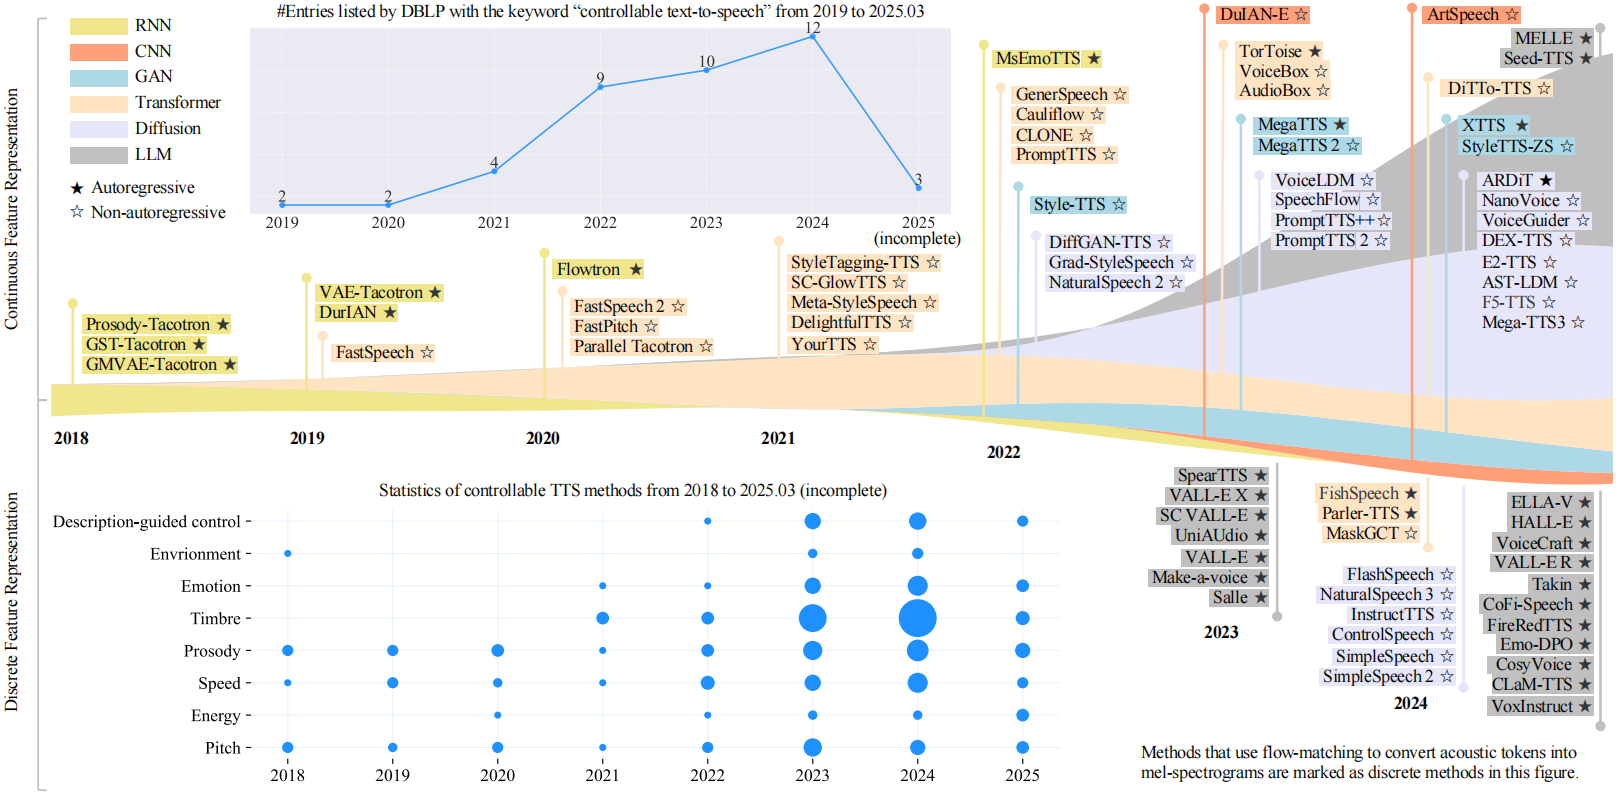 #Entries listed by DBLP with the keyword “controllable text-to-speech” from 2019 to 2025.03
Continuous Feature Representation
RNN
CNN
GAN
Transformer
Diffusion
LLM
★ Autoregressive
☆ Non-autoregressive
2
2
4
9
10
12
3
2019
2020
2021
2022
2023
2024
2025
(incomplete)
Prosody-Tacotron ★
GST-Tacotron ★
GMVAE-Tacotron ★
VAE-Tacotron ★
DurIAN ★
FastSpeech ☆
Flowtron ★
FastSpeech 2 ☆
FastPitch ☆
Parallel Tacotron ☆
StyleTagging-TTS ☆
SC-GlowTTS ☆
Meta-StyleSpeech ☆
DelightfulTTS ☆
YourTTS ☆
MsEmoTTS ★
GenerSpeech ☆
Cauliflow ☆
CLONE ☆
PromptTTS ☆
Style-TTS ☆
DiffGAN-TTS ☆
Grad-StyleSpeech ☆
NaturalSpeech 2 ☆
DuIAN-E ☆
TorToise ★
VoiceBox ☆
AudioBox ☆
MegaTTS ★
MegaTTS 2 ☆
VoiceLDM ☆
SpeechFlow ☆
PromptTTS++☆
PromptTTS 2 ☆
ArtSpeech ☆
MELLE ★
Seed-TTS ★
DiTTo-TTS ☆
XTTS ★
StyleTTS-ZS ☆
ARDiT ★
NanoVoice ☆
VoiceGuider ☆
DEX-TTS ☆
E2-TTS ☆
AST-LDM ☆
F5-TTS ☆
Mega-TTS3 ☆
2018
2019
2020
2021
2022
Discrete Feature Representation
Statistics of controllable TTS methods from 2018 to 2025.03 (incomplete)
Description-guided control
Envrionment
Emotion
Timbre
Prosody
Speed
Energy
Pitch
2018
2019
2020
2021
2022
2023
2024
2025
SpearTTS ★
VALL-E X ★
SC VALL-E ★
UniAUdio ★
VALL-E ★
Make-a-voice ★
Salle ★
2023
FishSpeech ★
Parler-TTS ★
MaskGCT ☆
FlashSpeech ☆
NaturalSpeech 3 ☆
InstructTTS ☆
ControlSpeech ☆
SimpleSpeech ☆
SimpleSpeech 2 ☆
2024
ELLA-V ★
HALL-E ★
VoiceCraft ★
VALL-E R ★
Takin ★
CoFi-Speech ★
FireRedTTS ★
Emo-DPO ★
CosyVoice ★
CLaM-TTS ★
VoxInstruct ★
Methods that use flow-matching to convert acoustic tokens into
mel-spectrograms are marked as discrete methods in this figure.